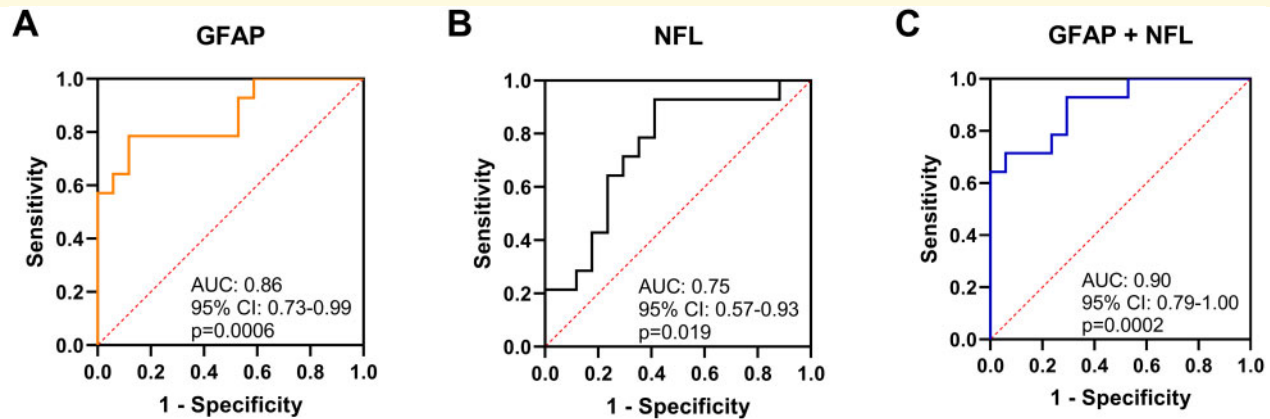 A
GFAP
Sensitivity
1.0
0.8
0.6
0.4
0.2
0.0
AUC: 0.86
95% CI: 0.73-0.99
p=0.0006
0.0 0.2 0.4 0.6 0.8 1.0
1 - Specificity
B
NFL
Sensitivity
1.0
0.8
0.6
0.4
0.2
0.0
AUC: 0.75
95% CI: 0.57-0.93
p=0.019
0.0 0.2 0.4 0.6 0.8 1.0
1 - Specificity
C
GFAP + NFL
Sensitivity
1.0
0.8
0.6
0.4
0.2
0.0
AUC: 0.90
95% CI: 0.79-1.00
p=0.0002
0.0 0.2 0.4 0.6 0.8 1.0
1 - Specificity